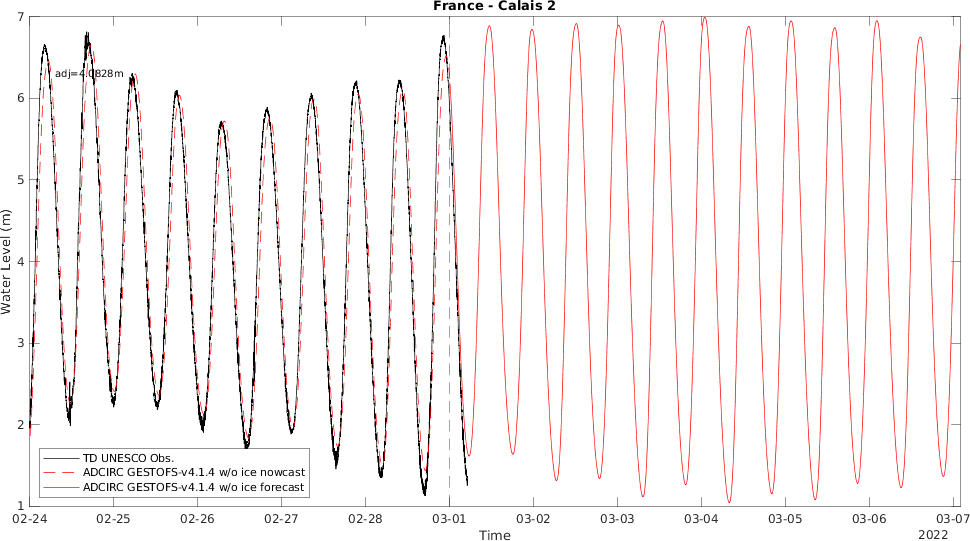 France - Calais 2
7
adj=4.0828m
6
5
4
3
2
1
Water Level (m)
TD UNESCO Obs.
ADCIRC GESTOFS-v4.1.4 w/o ice nowcast
ADCIRC GESTOFS-v4.1.4 w/o ice forecast
02-24 02-25 02-26 02-27 02-28 03-01 03-02 03-03 03-04 03-05 03-06 03-07
Time
2022